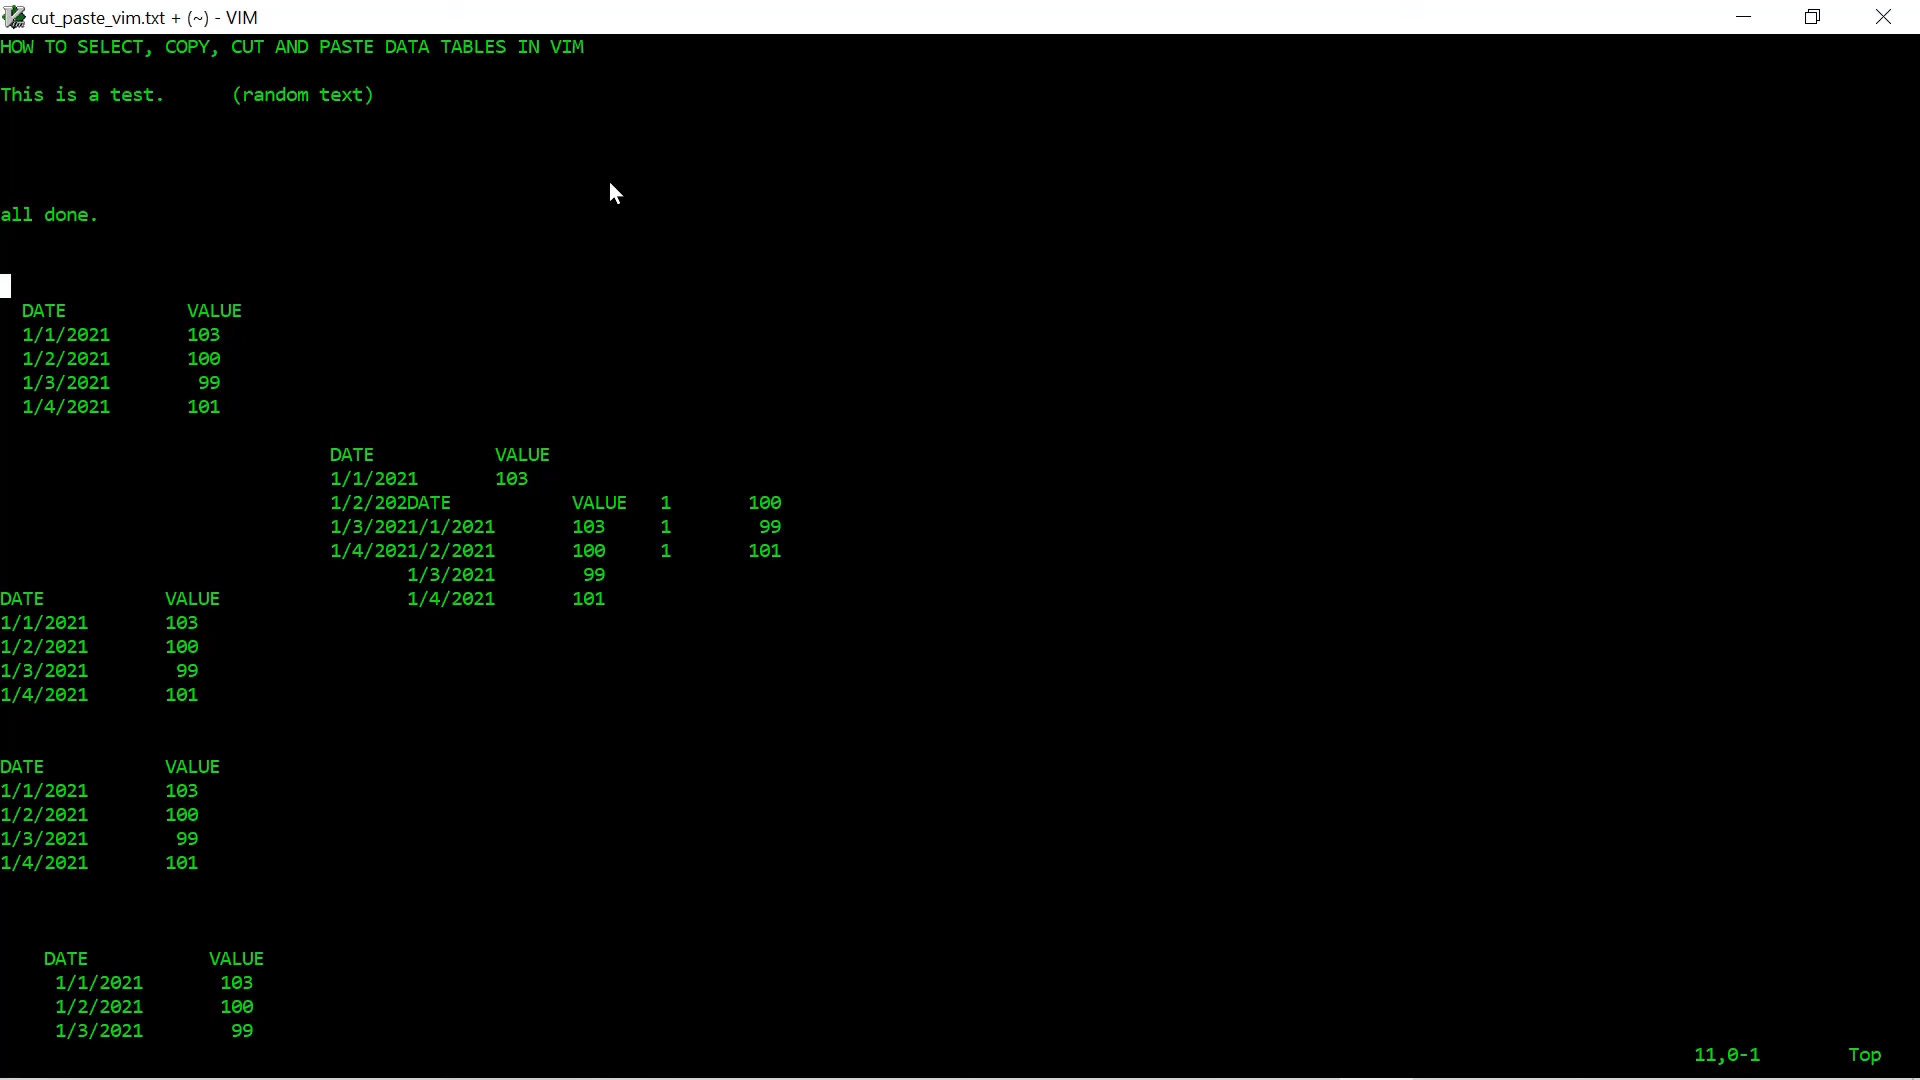 cut_paste_vim.txt + (~) - VIM
HOW TO SELECT, COPY, CUT AND PASTE DATA TABLES IN VIM
This is a test.      (random text)
all done.
  DATE           VALUE
  1/1/2021       103
  1/2/2021       100
  1/3/2021        99
  1/4/2021       101
                              DATE           VALUE
                              1/1/2021       103
                              1/2/202DATE           VALUE   1       100
                              1/3/2021/1/2021       103     1        99
                              1/4/2021/2/2021       100     1       101
                                     1/3/2021        99
DATE           VALUE                 1/4/2021       101
1/1/2021       103
1/2/2021       100
1/3/2021        99
1/4/2021       101
DATE           VALUE
1/1/2021       103
1/2/2021       100
1/3/2021        99
1/4/2021       101
    DATE           VALUE
     1/1/2021       103
     1/2/2021       100
     1/3/2021        99
11,0-1        Top